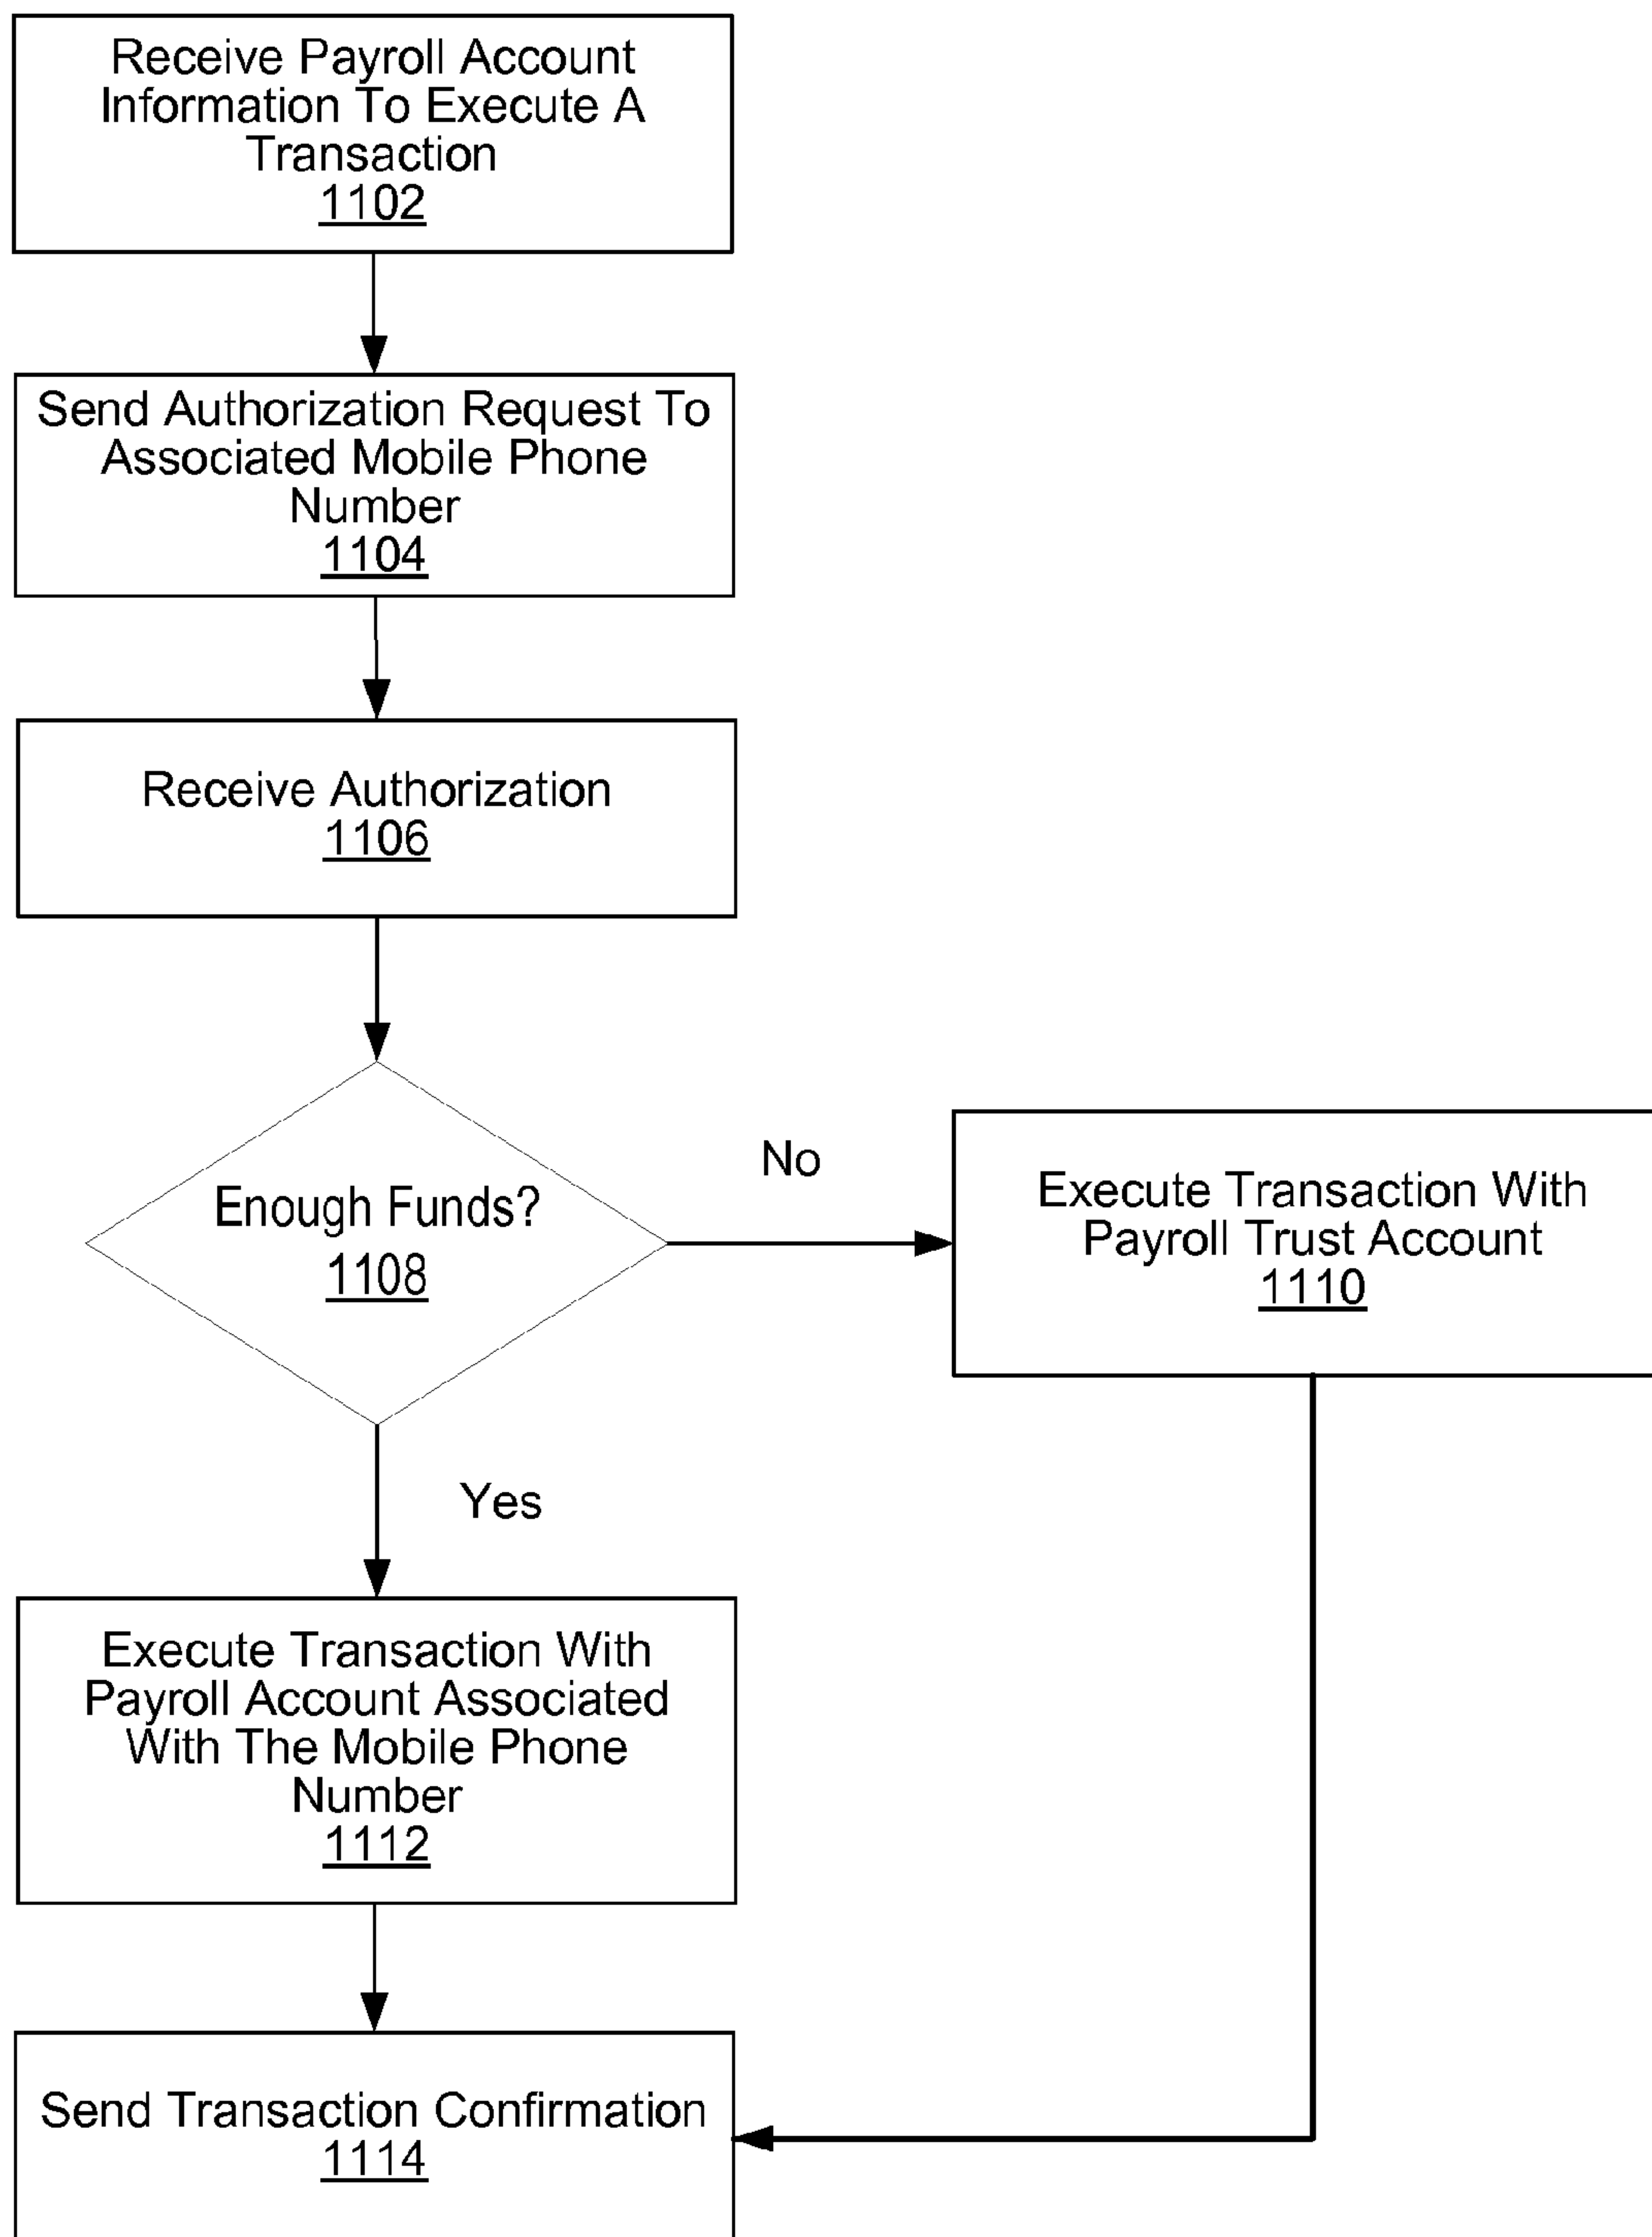 Receive Payroll Account
Information To Execute A
Transaction
1102
Send Authorization Request To
Associated Mobile Phone
Number
1104
Receive Authorization
1106
Enough Funds?
1108
No
Execute Transaction With
Payroll Trust Account
1110
Yes
Execute Transaction With
Payroll Account Associated
With The Mobile Phone
Number
1112
Send Transaction Confirmation
1114